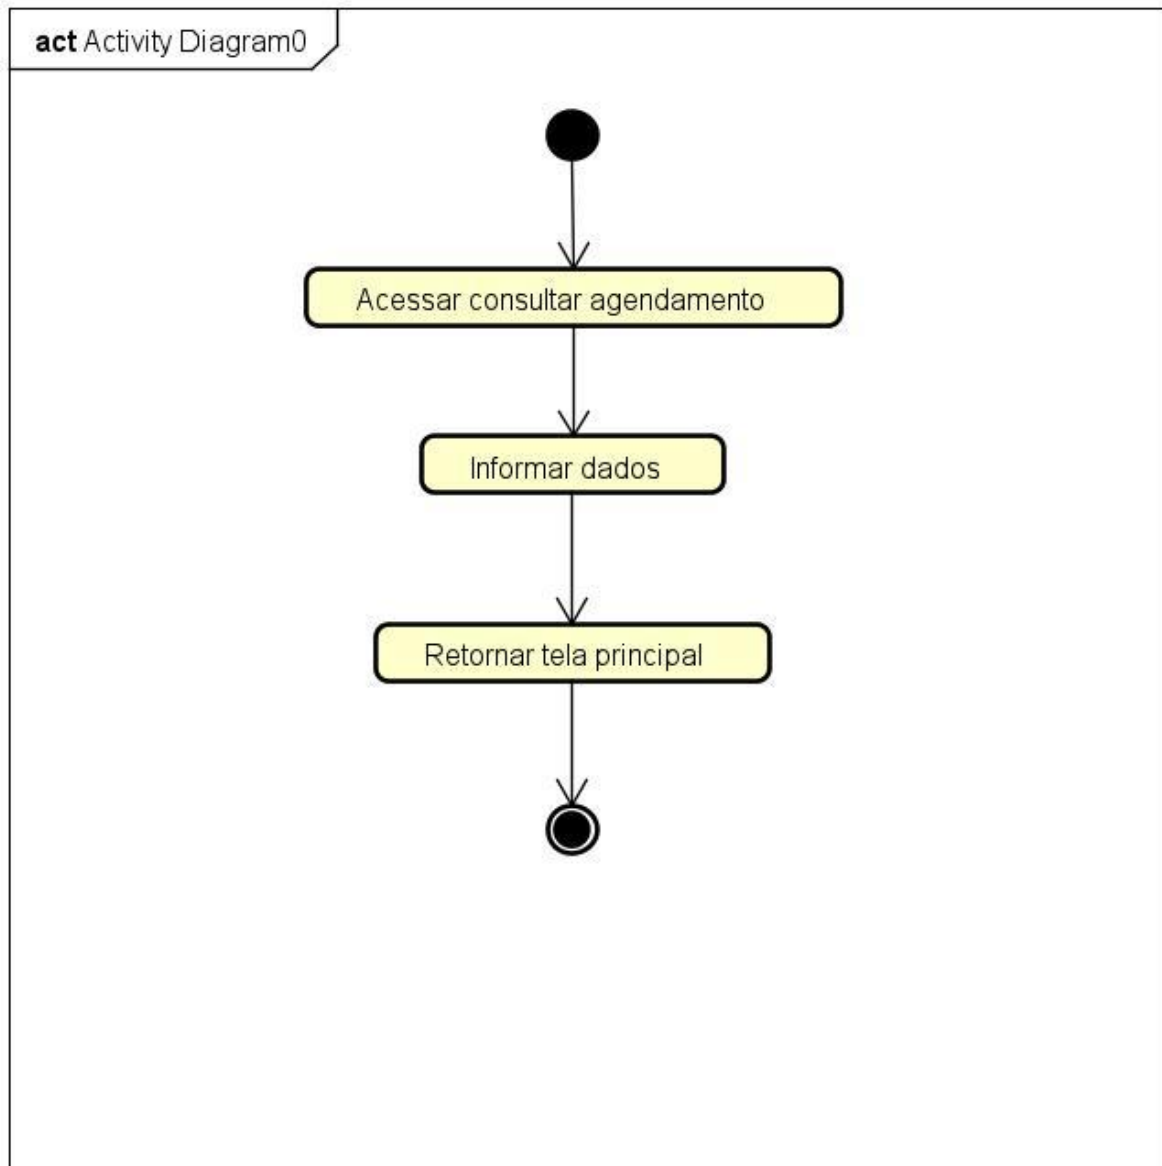 act Activity Diagram0
Acessar consultar agendamento
Informar dados
Retornar tela principal